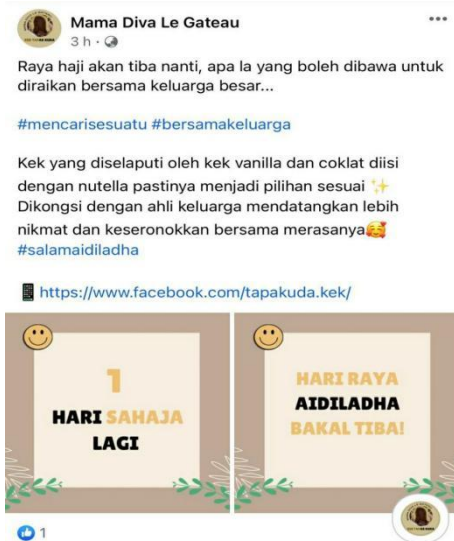 Mama Diva Le Gateau
3 h
Raya haji akan tiba nanti, apa la yang boleh dibawa untuk
diraikan bersama keluarga besar...
#mencarisesuatu #bersamakeluarga
Kek yang diselaputi oleh kek vanilla dan coklat diisi
dengan nutella pastinya menjadi pilihan sesuai ✨
Dikongsi dengan ahli keluarga mendatangkan lebih
nikmat dan keseronokkan bersama merasanya🥰
#salamaidiladha
📱https://www.facebook.com/tapakuda.kek/
1
HARI SAHAJA
LAGI
HARI RAYA
AIDILADHA
BAKAL TIBA!
1